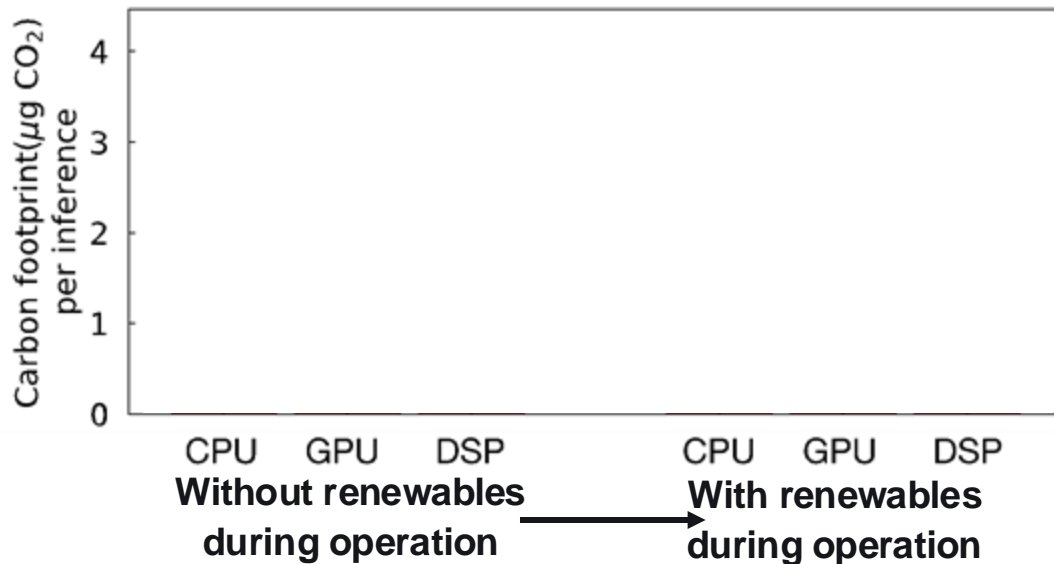 Carbon footprint(μg CO₂)
per inference
4
3
2
1
0
CPU GPU DSP CPU GPU DSP
Without renewables
during operation
With renewables
during operation